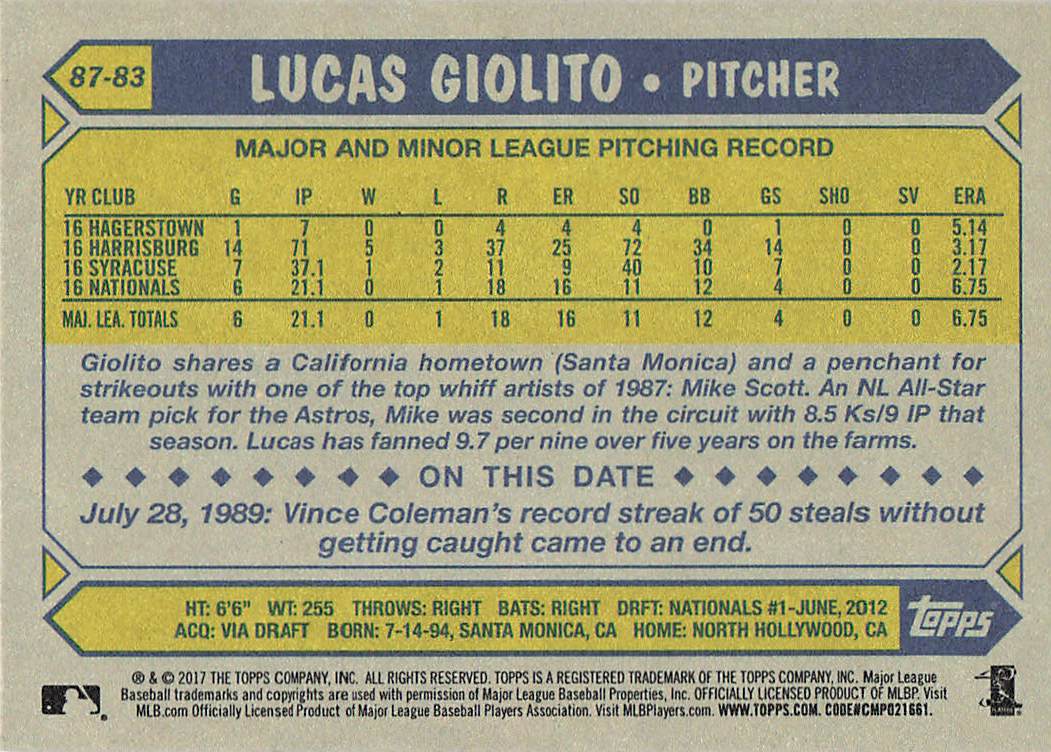 87-83 LUCAS GIOLITO • PITCHER
MAJOR AND MINOR LEAGUE PITCHING RECORD
YR CLUB G IP W L R ER SO BB GS SHO SV ERA
16 HAGERSTOWN 1 7 0 0 4 4 4 0 1 0 0 5.14
16 HARRISBURG 14 71 5 3 37 25 72 34 14 0 0 3.17
16 SYRACUSE 7 37.1 1 2 11 9 40 10 7 0 0 2.17
16 NATIONALS 6 21.1 0 1 18 16 11 12 4 0 0 6.75
MAJ. LEA. TOTALS 6 21.1 0 1 18 16 11 12 4 0 0 6.75
Giolito shares a California hometown (Santa Monica) and a penchant for
strikeouts with one of the top whiff artists of 1987: Mike Scott. An NL All-Star
team pick for the Astros, Mike was second in the circuit with 8.5 Ks/9 IP that
season. Lucas has fanned 9.7 per nine over five years on the farms.
ON THIS DATE
July 28, 1989: Vince Coleman's record streak of 50 steals without
getting caught came to an end.
HT: 6'6" WT: 255 THROWS: RIGHT BATS: RIGHT DRFT: NATIONALS #1-JUNE, 2012
ACQ: VIA DRAFT BORN: 7-14-94, SANTA MONICA, CA HOME: NORTH HOLLYWOOD, CA
topps
® & © 2017 THE TOPPS COMPANY, INC. ALL RIGHTS RESERVED. TOPPS IS A REGISTERED TRADEMARK OF THE TOPPS COMPANY, INC. Major League
Baseball trademarks and copyrights are used with permission of Major League Baseball Properties, Inc. OFFICIALLY LICENSED PRODUCT OF MLBP. Visit
MLB.com Officially Licensed Product of Major League Baseball Players Association. Visit MLBPlayers.com. WWW.TOPPS.COM. CODE#CMP021661.